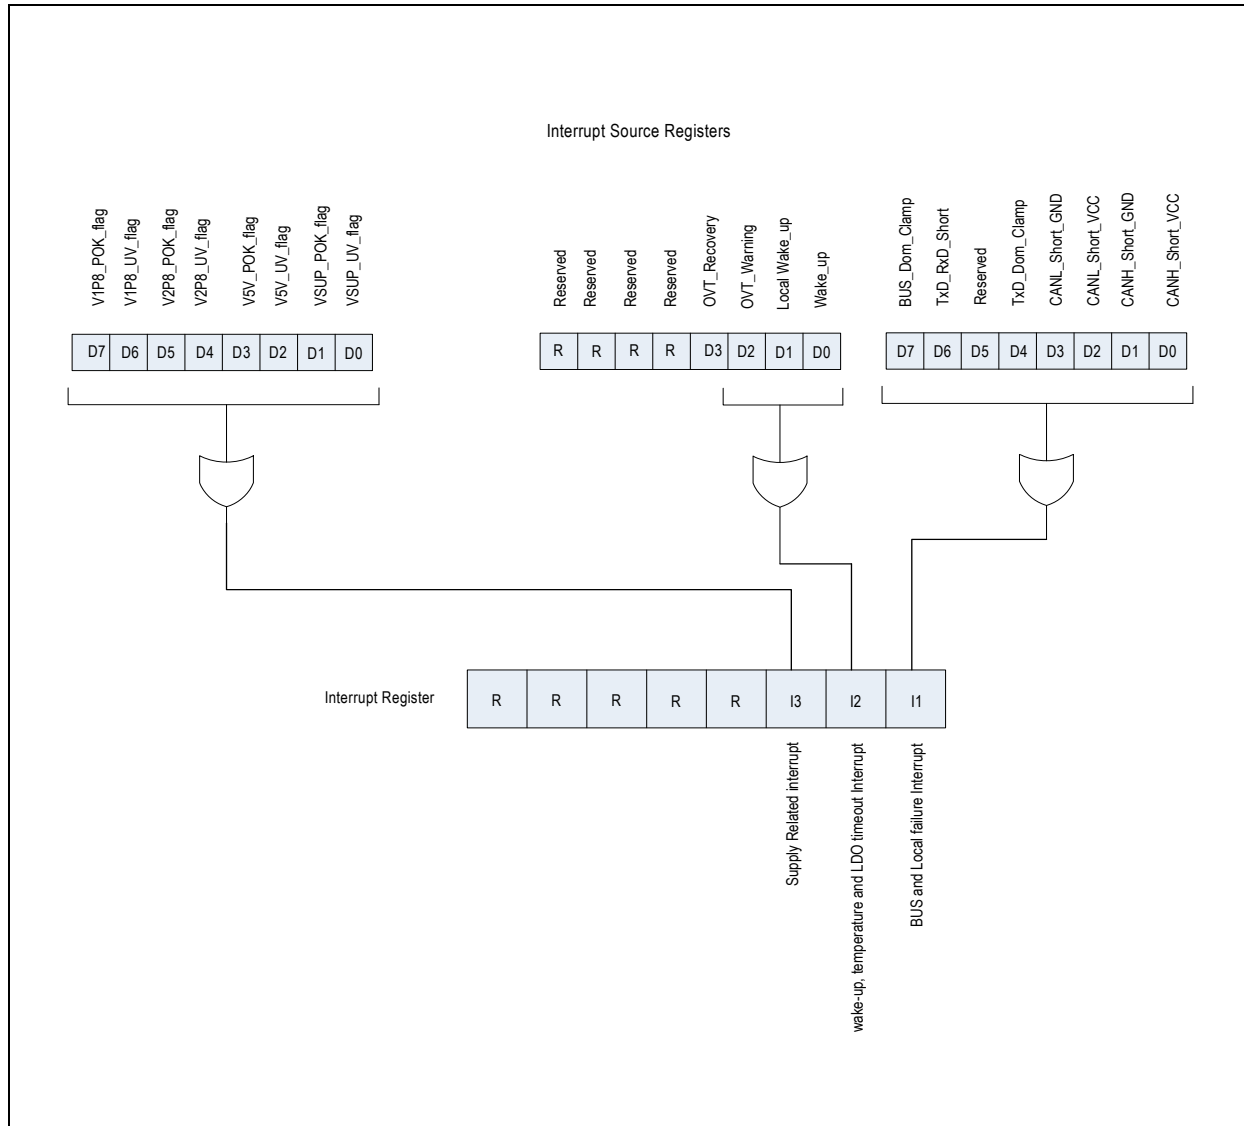 Interrupt Source Registers
V1P8_POK_flag
V1P8_UV_flag
V2P8_POK_flag
V2P8_UV_flag
V5V_POK_flag
V5V_UV_flag
VSUP_POK_flag
VSUP_UV_flag
Reserved
Reserved
Reserved
Reserved
OVT_Recovery
OVT_Warning
Local Wake_up
Wake_up
BUS_Dom_Clamp
TxD_RxD_Short
Reserved
TxD_Dom_Clamp
CANL_Short_GND
CANL_Short_VCC
CANH_Short_GND
CANH_Short_VCC
D7 D6 D5 D4 D3 D2 D1 D0
R R R R D3 D2 D1 D0
D7 D6 D5 D4 D3 D2 D1 D0
Interrupt Register
R R R R R I3 I2 I1
Supply Related interrupt
wake-up, temperature and LDO timeout Interrupt
BUS and Local failure Interrupt